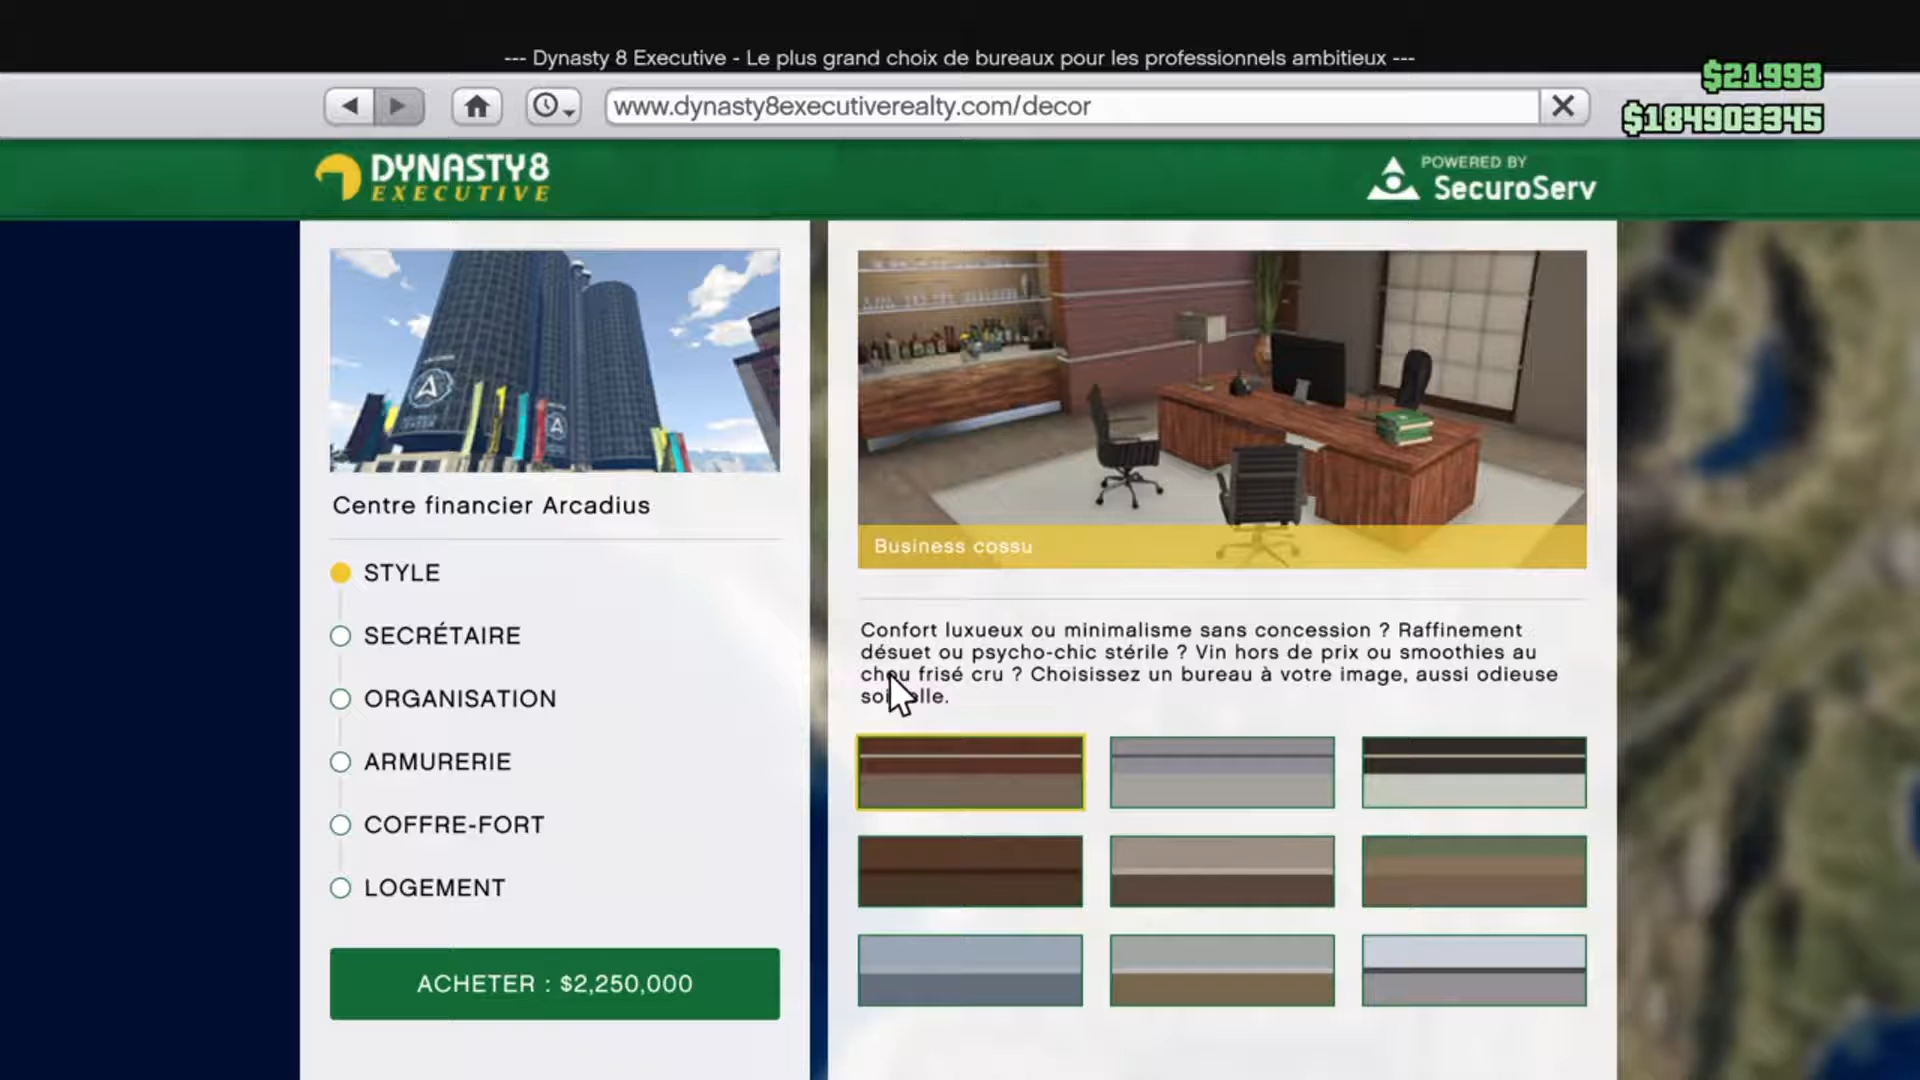 --- Dynasty 8 Executive - Le plus grand choix de bureaux pour les professionnels ambitieux ---
$21993
www.dynasty8executiverealty.com/decor
$184903345
DYNASTY8
EXECUTIVE
POWERED BY
SecuroServ
Centre financier Arcadius
STYLE
SECRÉTAIRE
ORGANISATION
ARMURERIE
COFFRE-FORT
LOGEMENT
ACHETER : $2,250,000
Business cossu
Confort luxueux ou minimalisme sans concession ? Raffinement
désuet ou psycho-chic stérile ? Vin hors de prix ou smoothies au
chou frisé cru ? Choisissez un bureau à votre image, aussi odieuse
soit-elle.